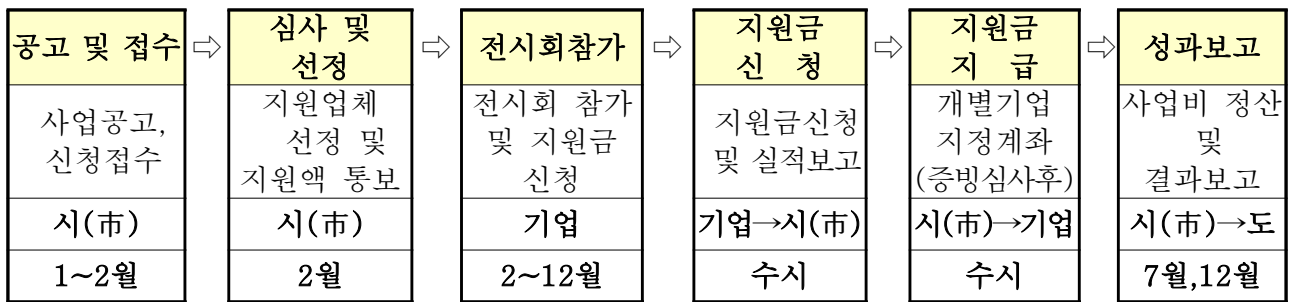 공고 및 접수
사업공고,
신청접수
시(市)
1~2월
⇨
심사 및
선정
지원업체
선정 및
지원액 통보
시(市)
2월
⇨
전시회참가
전시회 참가
및 지원금
신청
기업
2~12월
⇨
지원금
신 청
지원금신청
및 실적보고
기업→시(市)
수시
⇨
지원금
지 급
개별기업
지정계좌
(증빙심사후)
시(市)→기업
수시
⇨
성과보고
사업비 정산
및
결과보고
시(市)→도
7월,12월